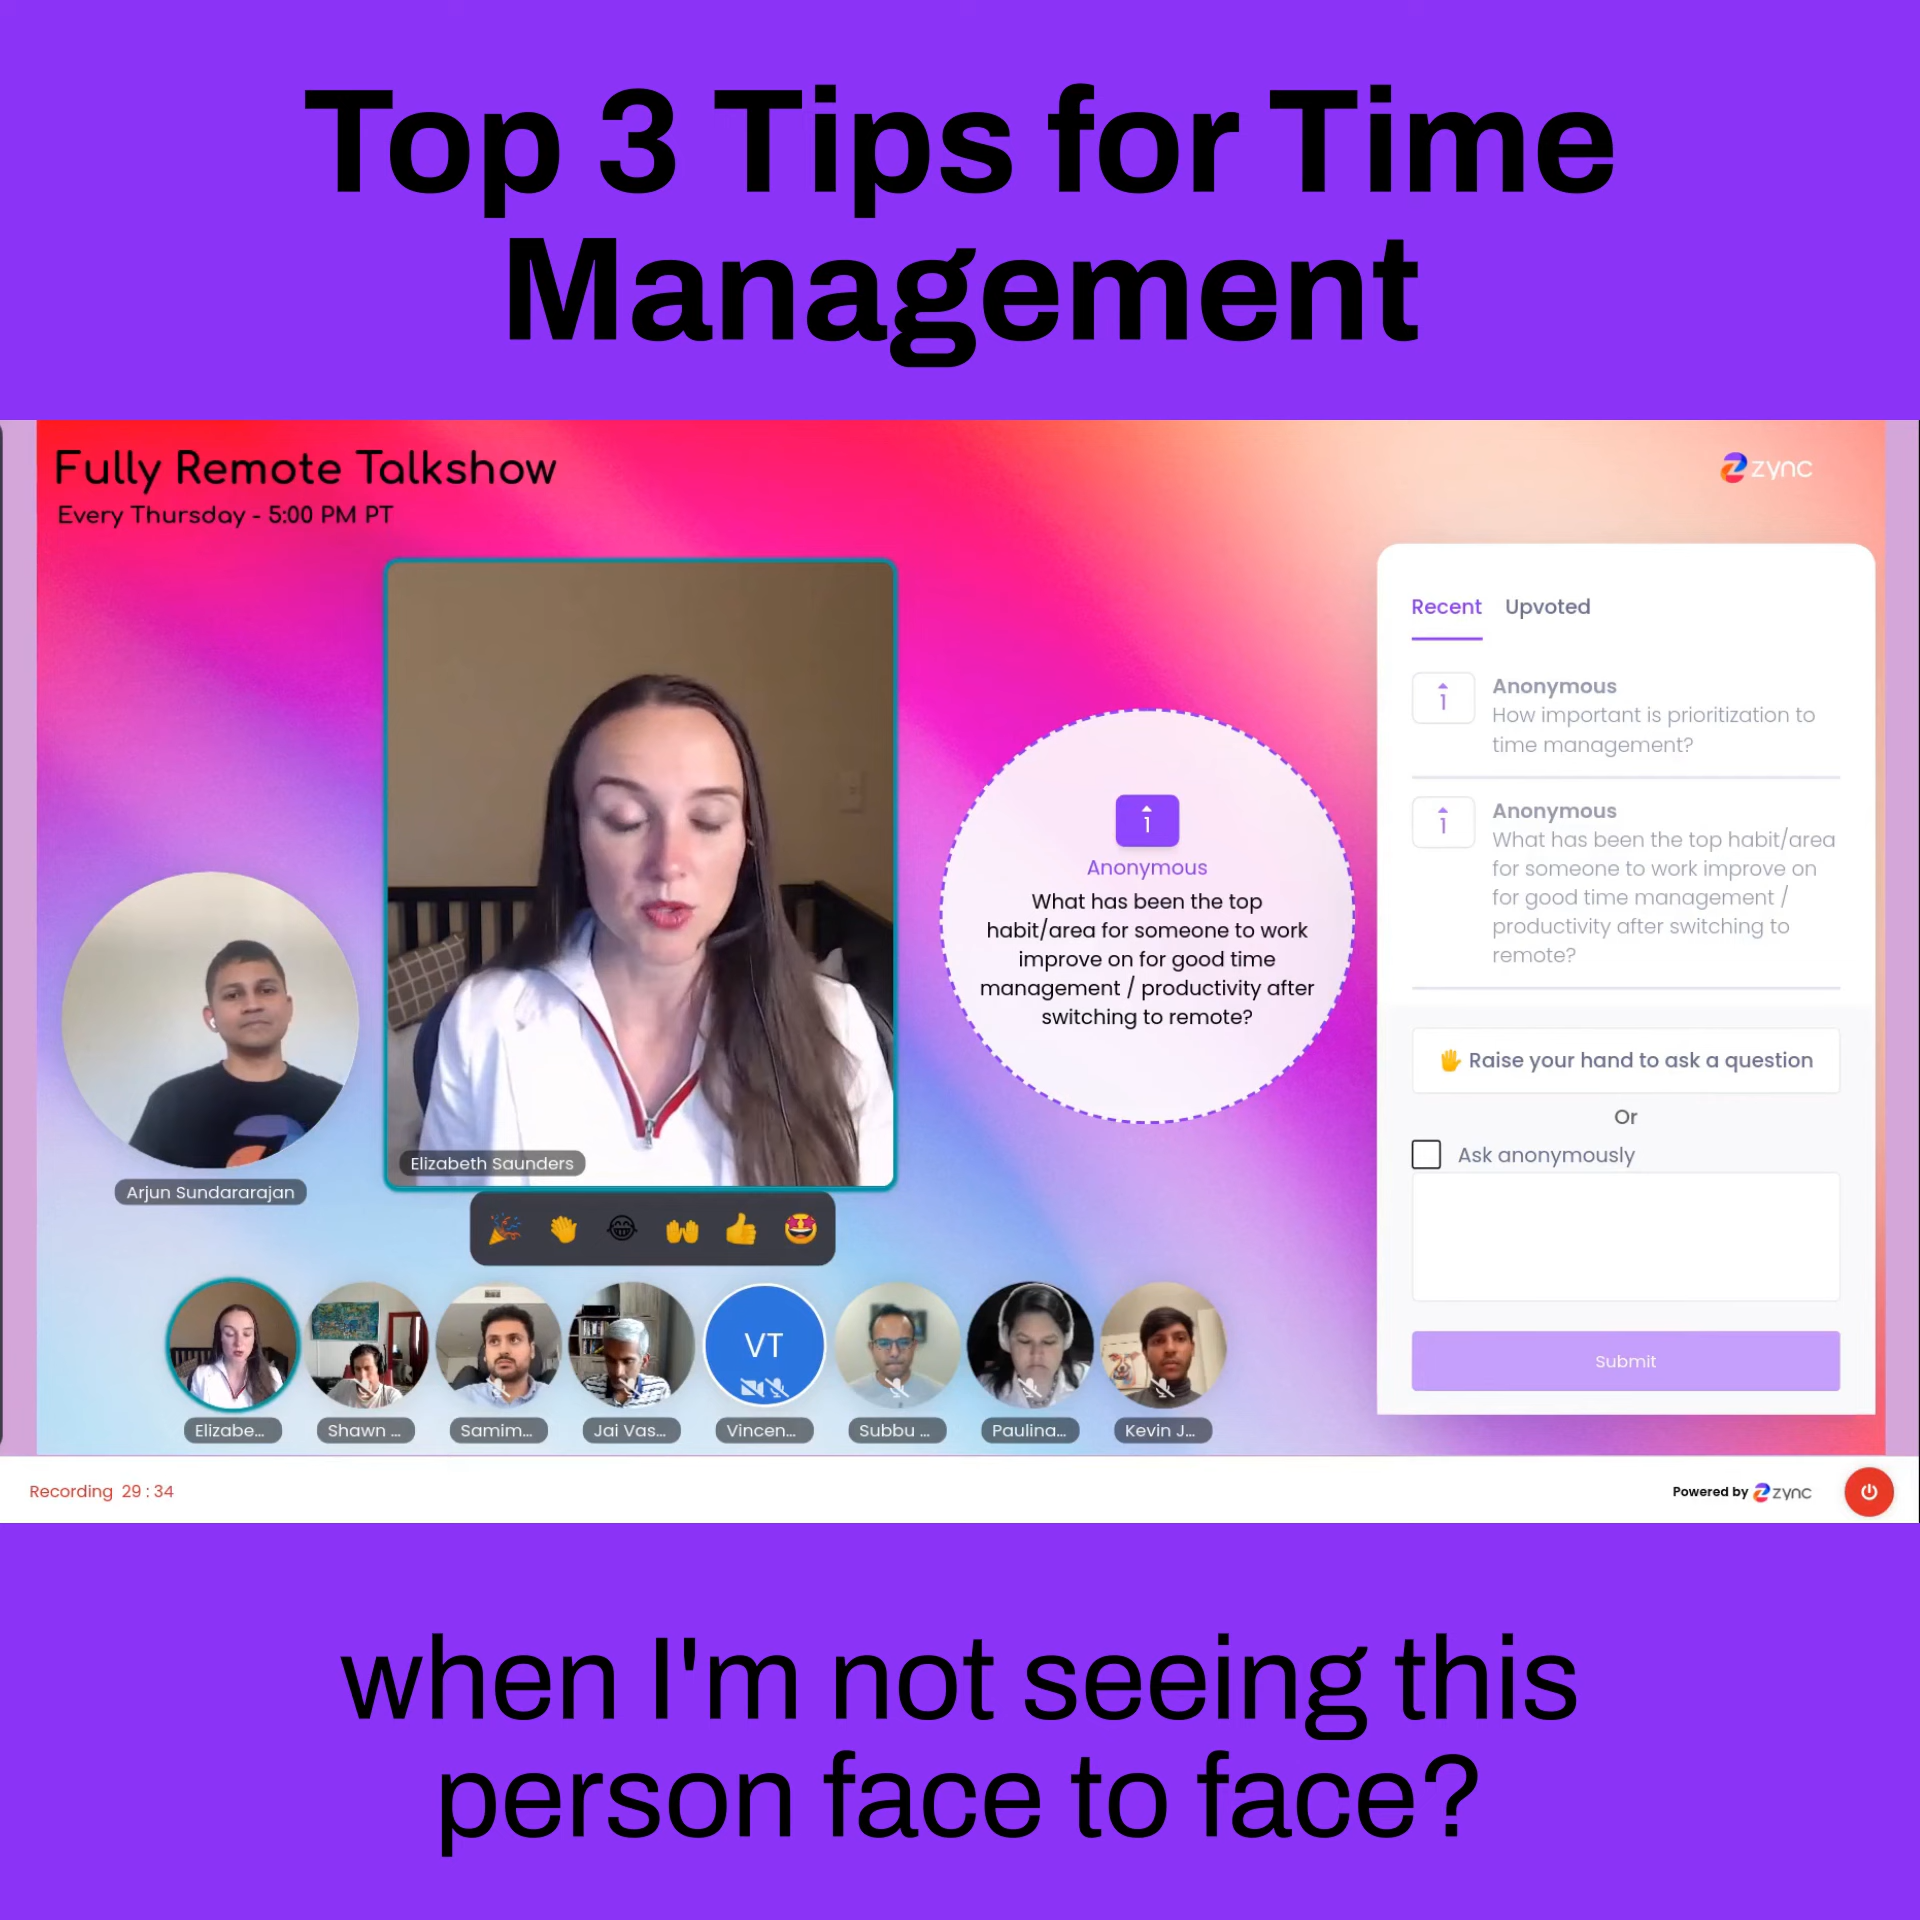 Top 3 Tips for Time
Management
Fully Remote Talkshow
Every Thursday - 5:00 PM PT
zync
Arjun Sundararajan
Elizabeth Saunders
1
Anonymous
What has been the top
habit/area for someone to work
improve on for good time
management / productivity after
switching to remote?
Recent Upvoted
1
Anonymous
How important is prioritization to
time management?
1
Anonymous
What has been the top habit/area
for someone to work improve on
for good time management /
productivity after switching to
remote?
Raise your hand to ask a question
Or
Ask anonymously
Submit
VT
Elizabe...
Shawn ...
Samim...
Jai Vas...
Vincen...
Subbu ...
Paulina...
Kevin J...
Recording 29 : 34
Powered by zync
when I'm not seeing this
person face to face?